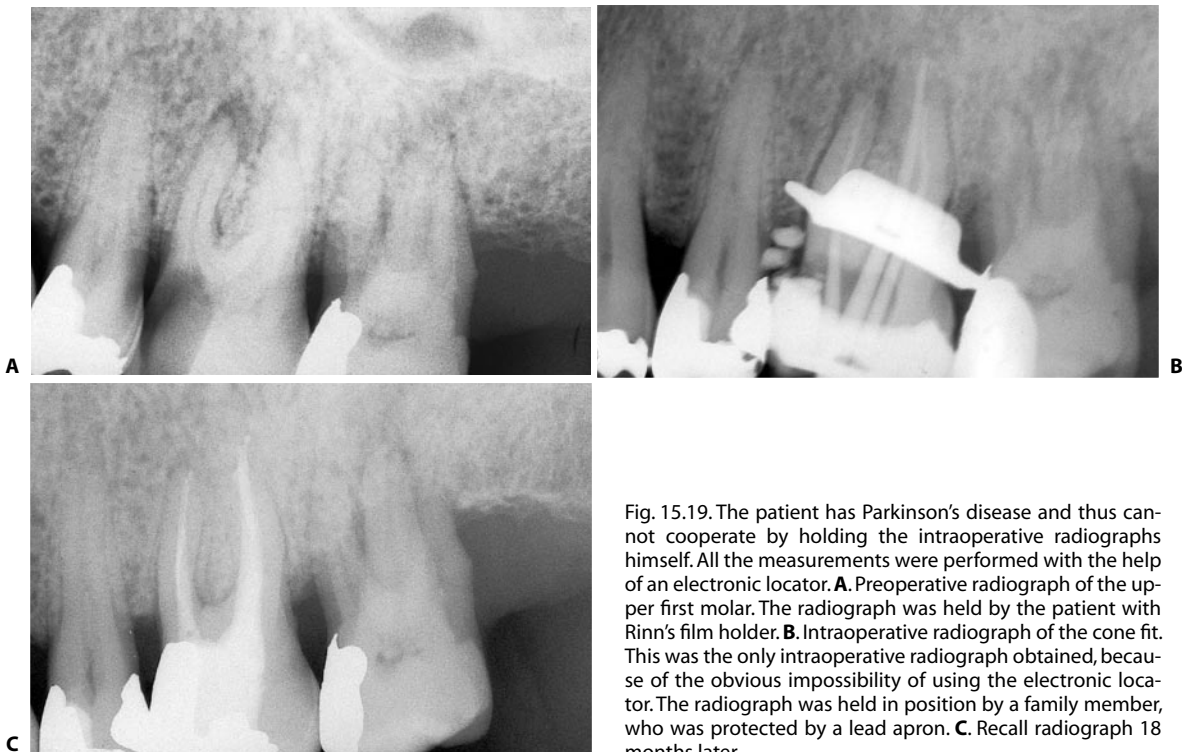 A
B
C
Fig. 15.19. The patient has Parkinson's disease and thus can-
not cooperate by holding the intraoperative radiographs
himself. All the measurements were performed with the help
of an electronic locator. A. Preoperative radiograph of the up-
per first molar. The radiograph was held by the patient with
Rinn's film holder. B. Intraoperative radiograph of the cone fit.
This was the only intraoperative radiograph obtained, becau-
se of the obvious impossibility of using the electronic loca-
tor. The radiograph was held in position by a family member,
who was protected by a lead apron. C. Recall radiograph 18
months later.